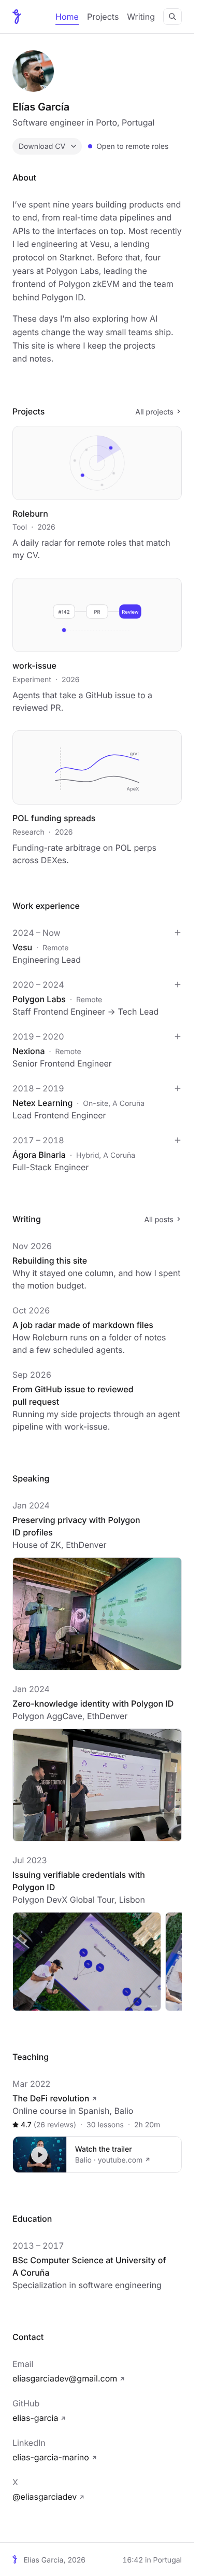 Home Projects Writing
Elías García
Software engineer in Porto, Portugal
Download CV
Open to remote roles
About
I’ve spent nine years building products end
to end, from real-time data pipelines and
APIs to the interfaces on top. Most recently
I led engineering at Vesu, a lending
protocol on Starknet. Before that, four
years at Polygon Labs, leading the
frontend of Polygon zkEVM and the team
behind Polygon ID.
These days I’m also exploring how AI
agents change the way small teams ship.
This site is where I keep the projects
and notes.
Projects
All projects
Roleburn
Tool · 2026
A daily radar for remote roles that match
my CV.
#142
PR
Review
work-issue
Experiment · 2026
Agents that take a GitHub issue to a
reviewed PR.
grvt
ApeX
POL funding spreads
Research · 2026
Funding-rate arbitrage on POL perps
across DEXes.
Work experience
2024 – Now
Vesu · Remote
Engineering Lead
2020 – 2024
Polygon Labs · Remote
Staff Frontend Engineer → Tech Lead
2019 – 2020
Nexiona · Remote
Senior Frontend Engineer
2018 – 2019
Netex Learning · On-site, A Coruña
Lead Frontend Engineer
2017 – 2018
Ágora Binaria · Hybrid, A Coruña
Full-Stack Engineer
Writing
All posts
Nov 2026
Rebuilding this site
Why it stayed one column, and how I spent
the motion budget.
Oct 2026
A job radar made of markdown files
How Roleburn runs on a folder of notes
and a few scheduled agents.
Sep 2026
From GitHub issue to reviewed
pull request
Running my side projects through an agent
pipeline with work-issue.
Speaking
Jan 2024
Preserving privacy with Polygon
ID profiles
House of ZK, EthDenver
Jan 2024
Zero-knowledge identity with Polygon ID
Polygon AggCave, EthDenver
Jul 2023
Issuing verifiable credentials with
Polygon ID
Polygon DevX Global Tour, Lisbon
Teaching
Mar 2022
The DeFi revolution ↗
Online course in Spanish, Balio
★ 4.7 (26 reviews) · 30 lessons · 2h 20m
Watch the trailer
Balio · youtube.com ↗
Education
2013 – 2017
BSc Computer Science at University of
A Coruña
Specialization in software engineering
Contact
Email
eliasgarciadev@gmail.com ↗
GitHub
elias-garcia ↗
LinkedIn
elias-garcia-marino ↗
X
@eliasgarciadev ↗
Elías García, 2026
16:42 in Portugal